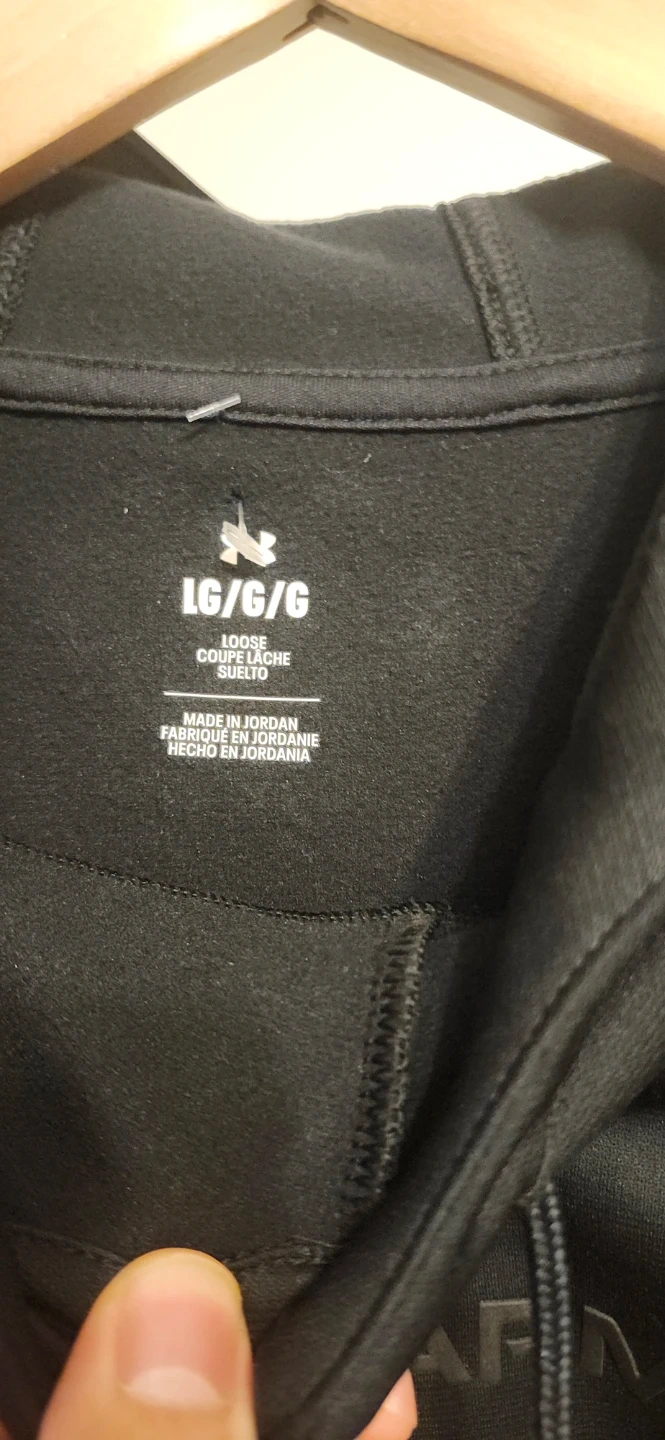 LG/G/G
LOOSE
COUPE LÂCHE
SUELTO
MADE IN JORDAN
FABRIQUÉ EN JORDANIE
HECHO EN JORDANIA